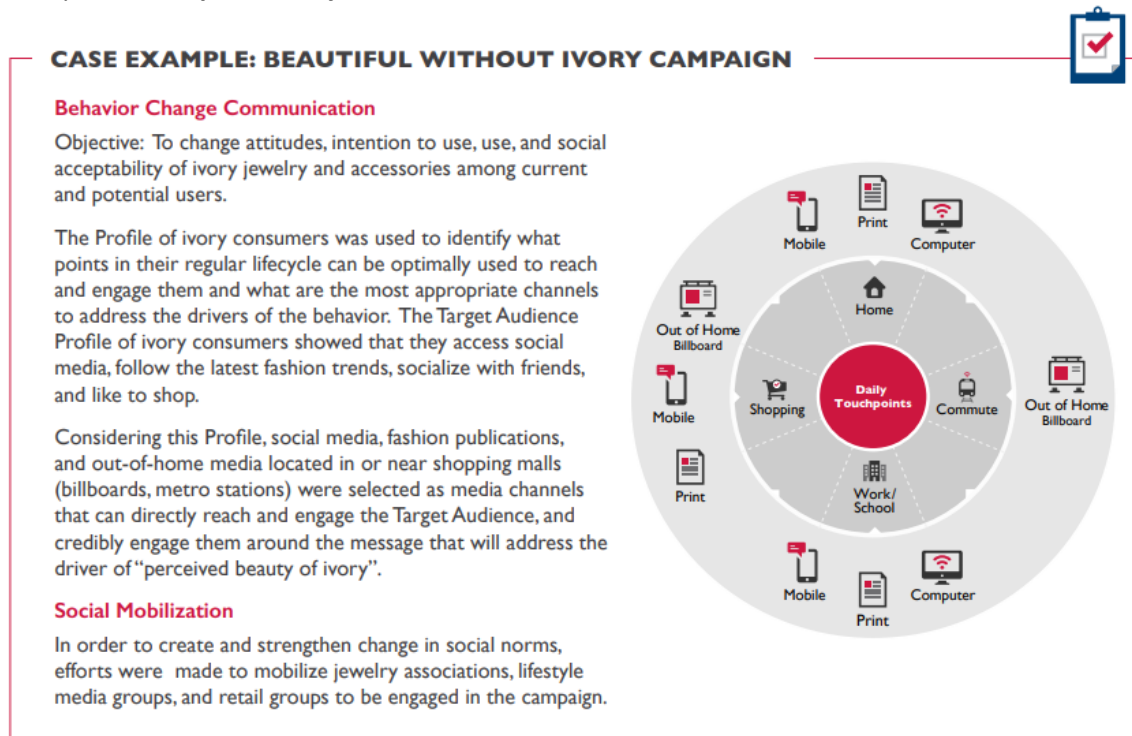 CASE EXAMPLE: BEAUTIFUL WITHOUT IVORY CAMPAIGN
Behavior Change Communication
Objective: To change attitudes, intention to use, use, and social
acceptability of ivory jewelry and accessories among current
and potential users.
The Profile of ivory consumers was used to identify what
points in their regular lifecycle can be optimally used to reach
and engage them and what are the most appropriate channels
to address the drivers of the behavior. The Target Audience
Profile of ivory consumers showed that they access social
media, follow the latest fashion trends, socialize with friends,
and like to shop.
Considering this Profile, social media, fashion publications,
and out-of-home media located in or near shopping malls
(billboards, metro stations) were selected as media channels
that can directly reach and engage the Target Audience, and
credibly engage them around the message that will address the
driver of “perceived beauty of ivory”.
Social Mobilization
In order to create and strengthen change in social norms,
efforts were made to mobilize jewelry associations, lifestyle
media groups, and retail groups to be engaged in the campaign.
Mobile
Print
Computer
Out of Home
Billboard
Mobile
Print
Home
Shopping
Daily
Touchpoints
Commute
Work/
School
Out of Home
Billboard
Mobile
Print
Computer